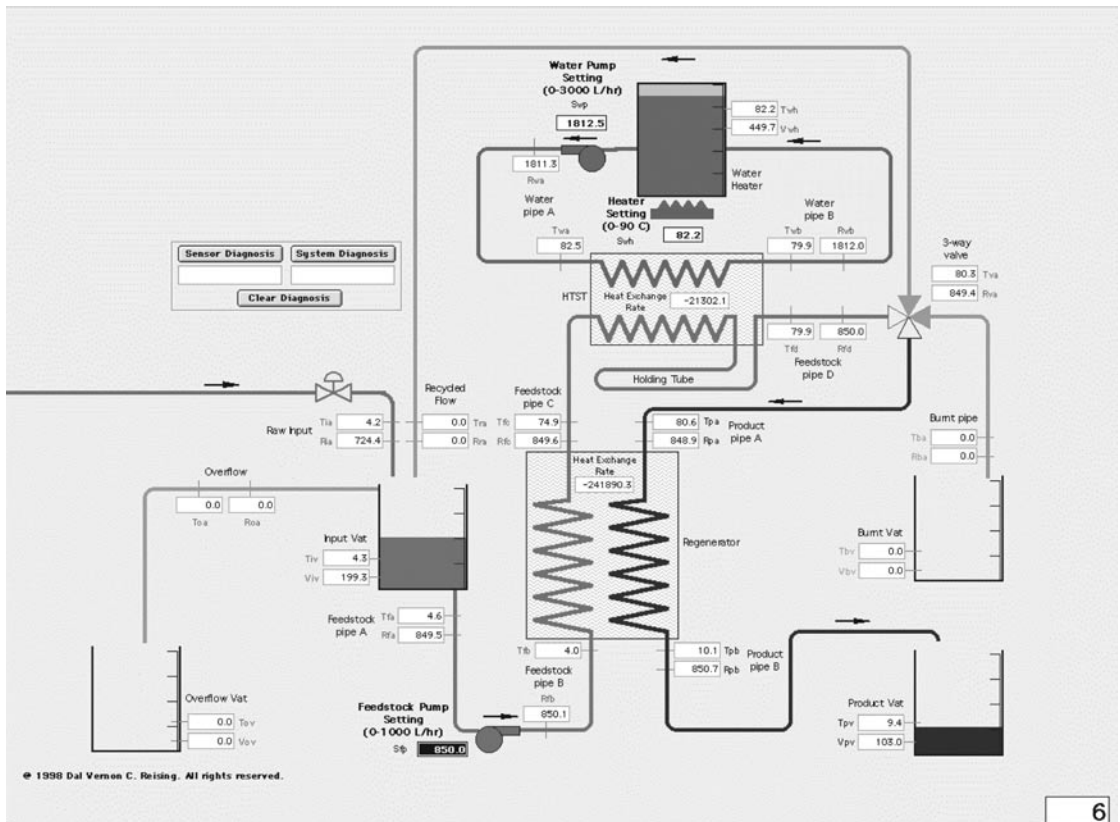 Water Pump
Setting
(0-3000 L/hr)
Swp
1812.5
82.2 Twh
449.7 Vwh
1811.3
Rwa
Water
pipe A
Water
Heater
Heater
Setting
(0-90 C)
Swh
82.2
Water
pipe B
Twa
82.5
Twb
79.9
Rwb
1812.0
3-way
valve
80.3 Tva
849.4 Rva
Sensor Diagnosis
System Diagnosis
Clear Diagnosis
HTST
Heat Exchange
Rate
-21302.1
79.9
Tfd
850.0
Rfd
Feedstock
pipe D
Holding Tube
Recycled
Flow
Feedstock
pipe C
Raw Input
Tia 4.2
Ria 724.4
0.0 Tra
0.0 Rra
Tfc 74.9
Rfc 849.6
80.6 Tpa
848.9 Rpa
Product
pipe A
Burnt pipe
Tba 0.0
Rba 0.0
Heat Exchange
Rate
-241890.3
Overflow
0.0
Toa
0.0
Roa
Input Vat
Tiv 4.3
Viv 199.3
Regenerator
Burnt Vat
Tbv 0.0
Vbv 0.0
Feedstock
pipe A
Tfa 4.6
Rfa 849.5
Tfb 4.0
Feedstock
pipe B
Rfb
850.1
10.1 Tpb
850.7 Rpb
Product
pipe B
Overflow Vat
0.0 Tov
0.0 Vov
Feedstock Pump
Setting
(0-1000 L/hr)
Sfp 850.0
Product Vat
Tpv 9.4
Vpv 103.0
© 1998 Dal Vernon C. Reising. All rights reserved.
6